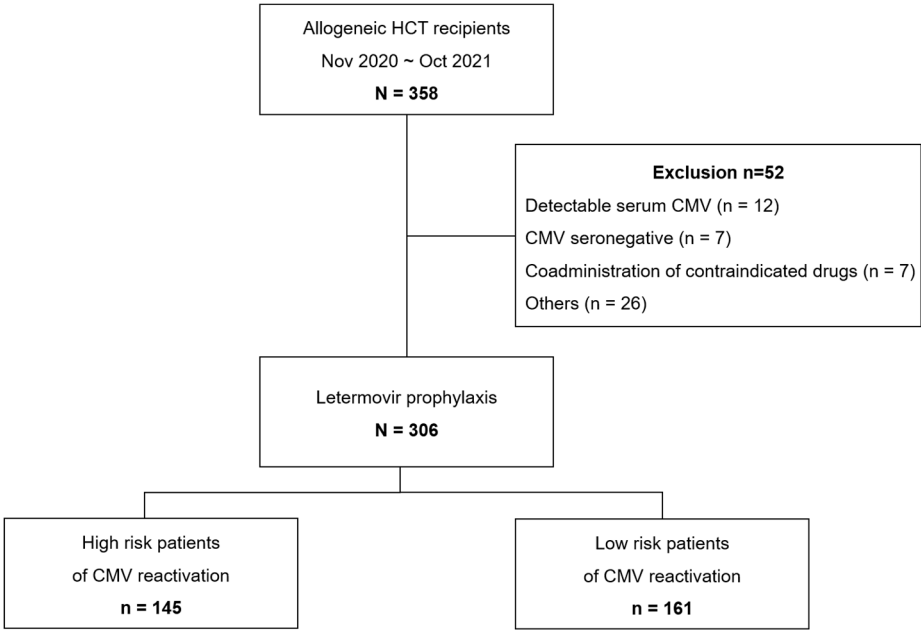 Allogeneic HCT recipients
Nov 2020 ~ Oct 2021
N = 358
Exclusion n=52
Detectable serum CMV (n = 12)
CMV seronegative (n = 7)
Coadministration of contraindicated drugs (n = 7)
Others (n = 26)
Letermovir prophylaxis
N = 306
High risk patients
of CMV reactivation
n = 145
Low risk patients
of CMV reactivation
n = 161